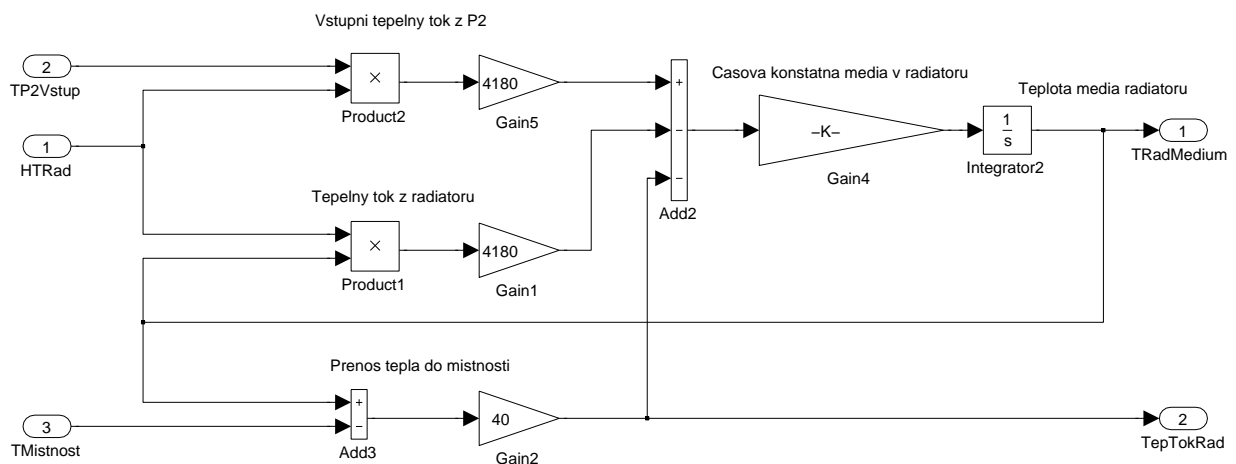 Vstupni tepelny tok z P2
2
TP2Vstup
×
Product2
4180
Gain5
1
HTRad
+
−
−
Add2
Casova konstatna media v radiatoru
−K−
Gain4
1
s
Integrator2
Teplota media radiatoru
1
TRadMedium
Tepelny tok z radiatoru
×
Product1
4180
Gain1
Prenos tepla do mistnosti
3
TMistnost
+
−
Add3
40
Gain2
2
TepTokRad